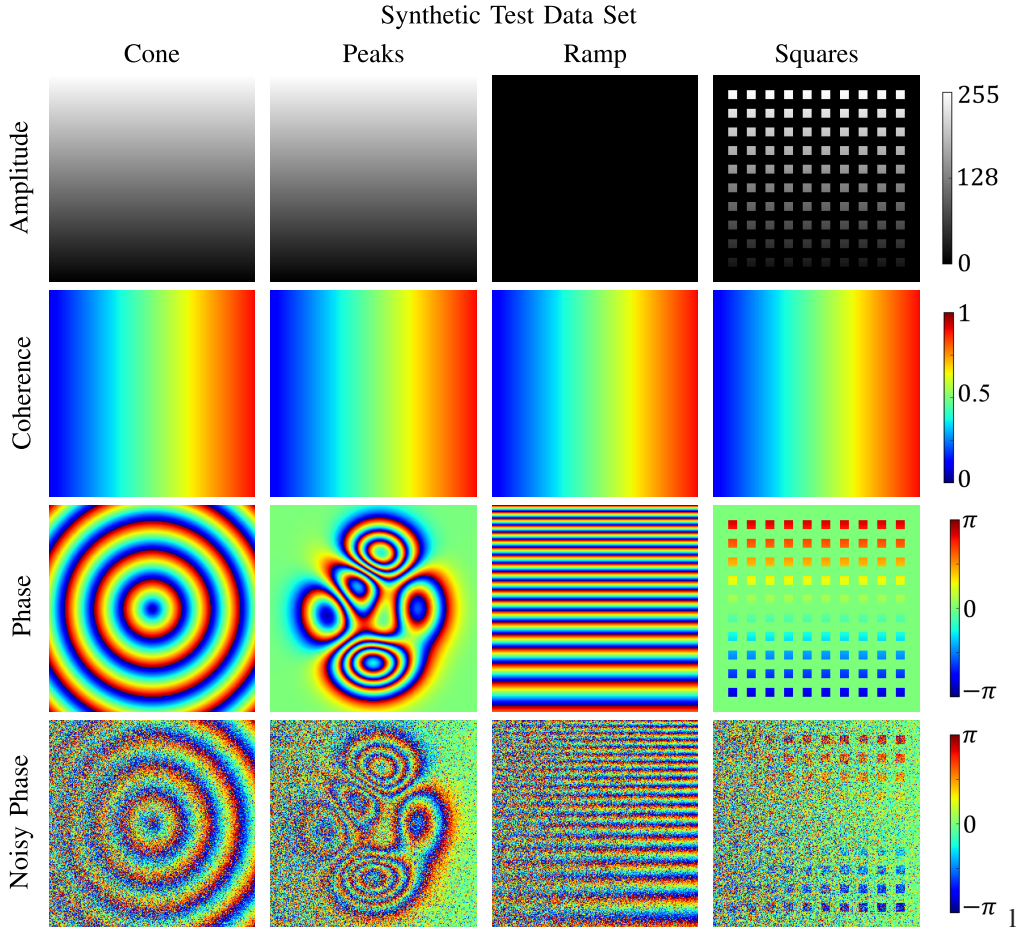 Synthetic Test Data Set
Cone Peaks Ramp Squares
Amplitude
255
128
0
Coherence
1
0.5
0
Phase
π
0
−π
Noisy Phase
π
0
−π
1